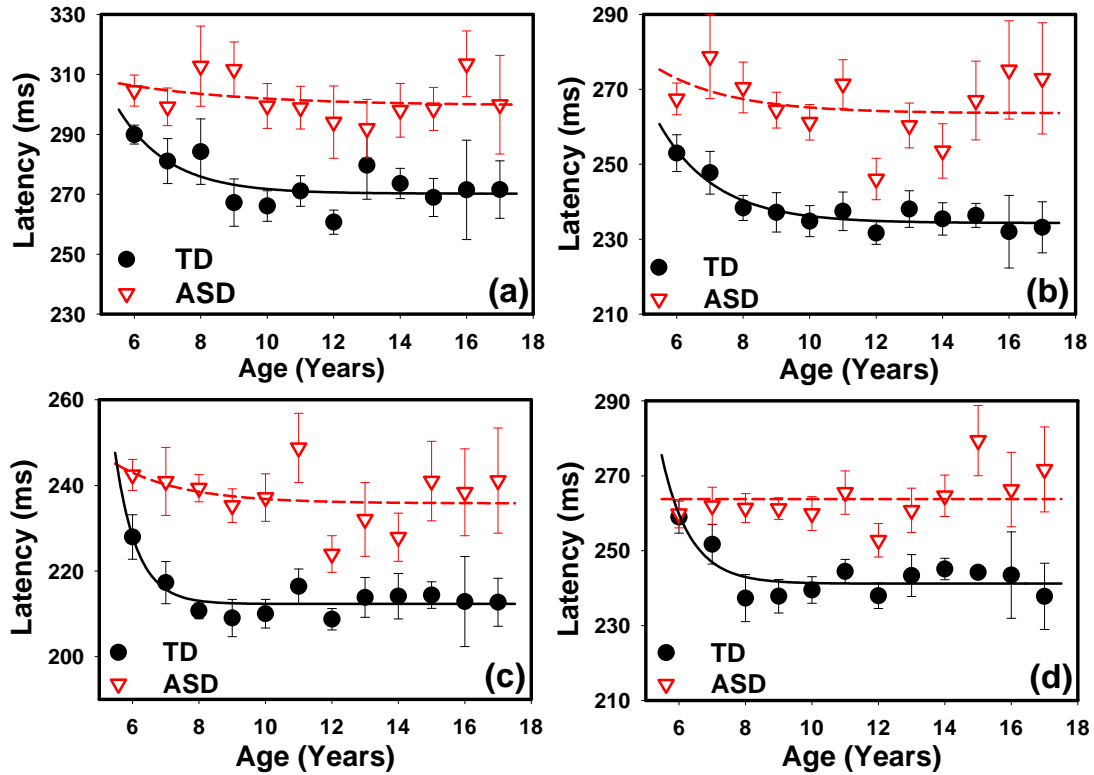 330
310
290
270
250
230
Latency (ms)
TD
ASD
(a)
6 8 10 12 14 16 18
Age (Years)
290
270
250
230
210
Latency (ms)
TD
ASD
(b)
6 8 10 12 14 16 18
Age (Years)
260
240
220
200
Latency (ms)
TD
ASD
(c)
6 8 10 12 14 16 18
Age (Years)
290
270
250
230
210
Latency (ms)
TD
ASD
(d)
6 8 10 12 14 16 18
Age (Years)